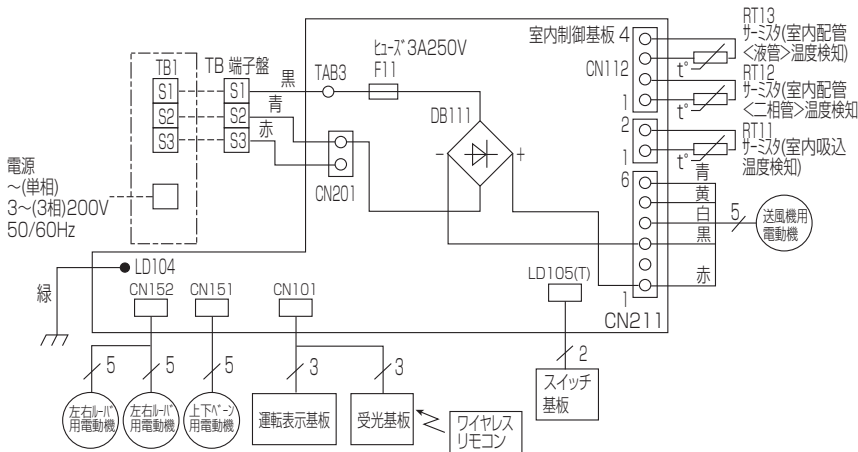 TB1
S1
S2
S3
TB 端子盤
S1
S2
S3
黒
青
赤
TAB3
ヒューズ 3A250V
F11
DB111
-
+
CN201
室内制御基板 4
CN112
1
2
1
6
1
CN211
t°
t°
t°
RT13
サーミスタ(室内配管
<液管>温度検知)
RT12
サーミスタ(室内配管
<二相管>温度検知
RT11
サーミスタ(室内吸込
温度検知)
青
黄
白
黒
赤
5
送風機用
電動機
電源
~(単相)
3~(3相)200V
50/60Hz
LD104
緑
CN152
CN151
CN101
LD105(T)
5
5
5
3
3
2
左右ルーバ
用電動機
左右ルーバ
用電動機
上下ベーン
用電動機
運転表示基板
受光基板
ワイヤレス
リモコン
スイッチ
基板